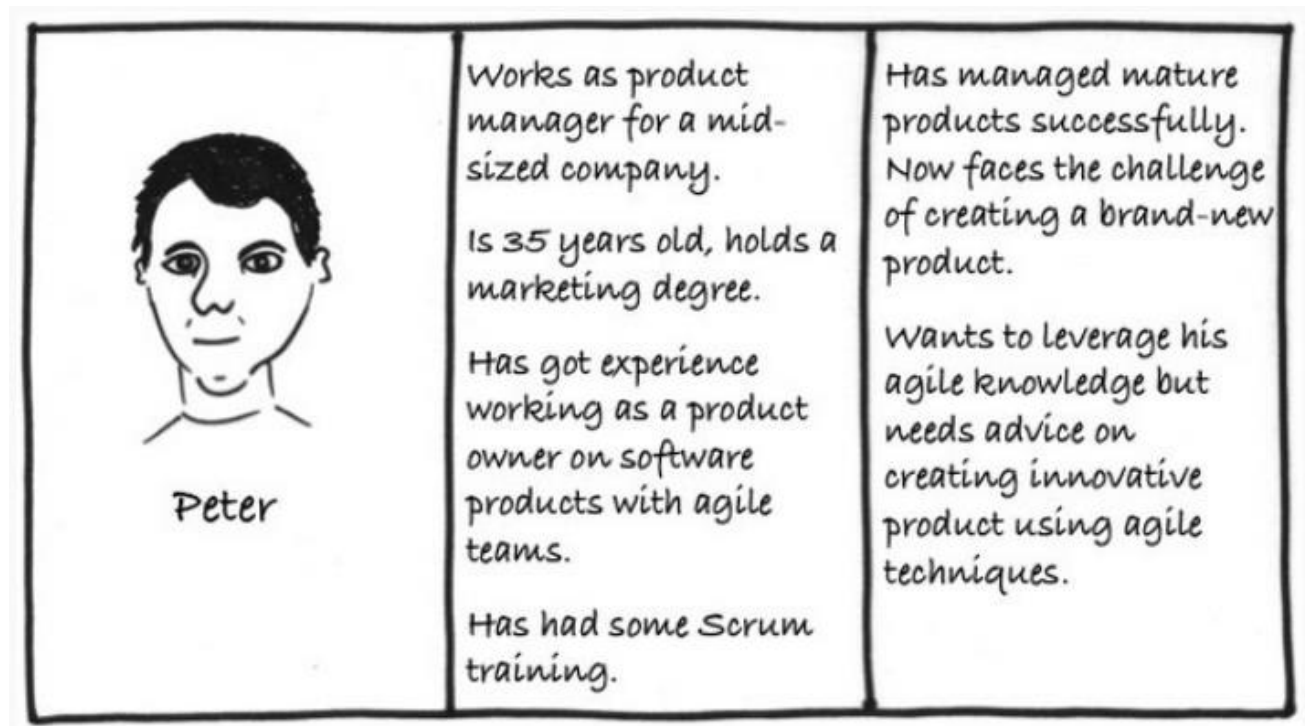 Peter
Works as product
manager for a mid-
sized company.
Is 35 years old, holds a
marketing degree.
Has got experience
working as a product
owner on software
products with agile
teams.
Has had some Scrum
training.
Has managed mature
products successfully.
Now faces the challenge
of creating a brand-new
product.
Wants to leverage his
agile knowledge but
needs advice on
creating innovative
product using agile
techniques.